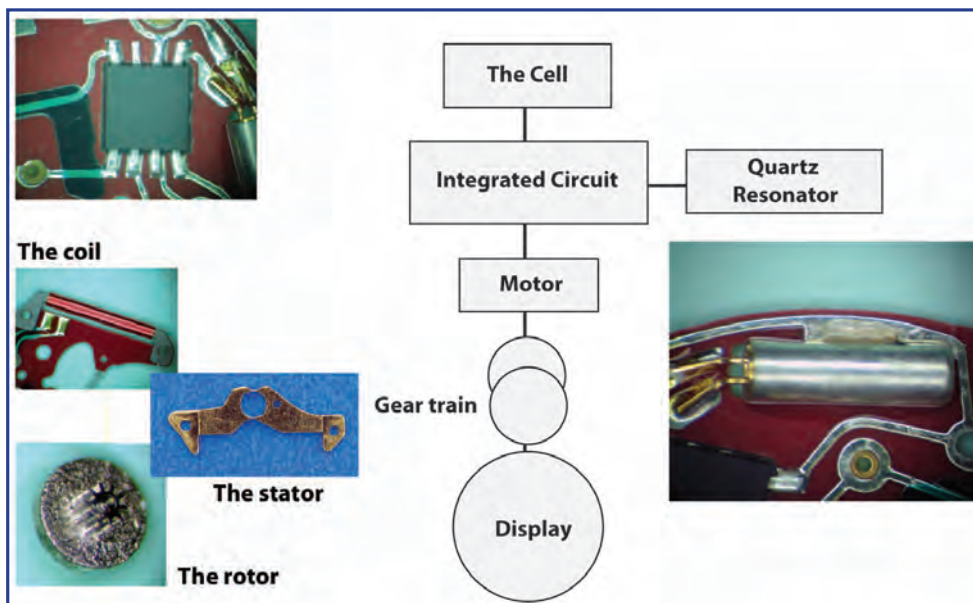 The Cell
Integrated Circuit
Quartz
Resonator
The coil
Motor
Gear train
The stator
Display
The rotor